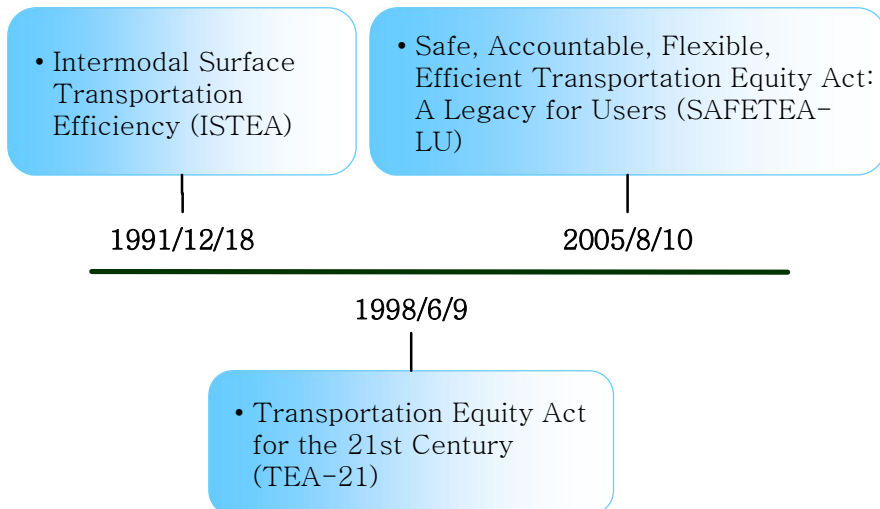 • Intermodal Surface
Transportation
Efficiency (ISTEA)
• Safe, Accountable, Flexible,
Efficient Transportation Equity Act:
A Legacy for Users (SAFETEA-
LU)
1991/12/18
2005/8/10
1998/6/9
• Transportation Equity Act
for the 21st Century
(TEA-21)